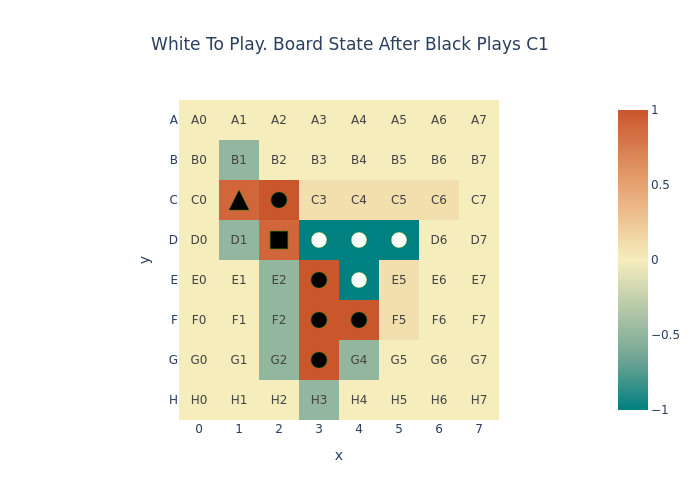 White To Play. Board State After Black Plays C1
A A0 A1 A2 A3 A4 A5 A6 A7
B B0 B1 B2 B3 B4 B5 B6 B7
C C0 C3 C4 C5 C6 C7
D D0 D1 D6 D7
E E0 E1 E2 E5 E6 E7
F F0 F1 F2 F5 F6 F7
G G0 G1 G2 G4 G5 G6 G7
H H0 H1 H2 H3 H4 H5 H6 H7
0 1 2 3 4 5 6 7
x
y
1
0.5
0
−0.5
−1